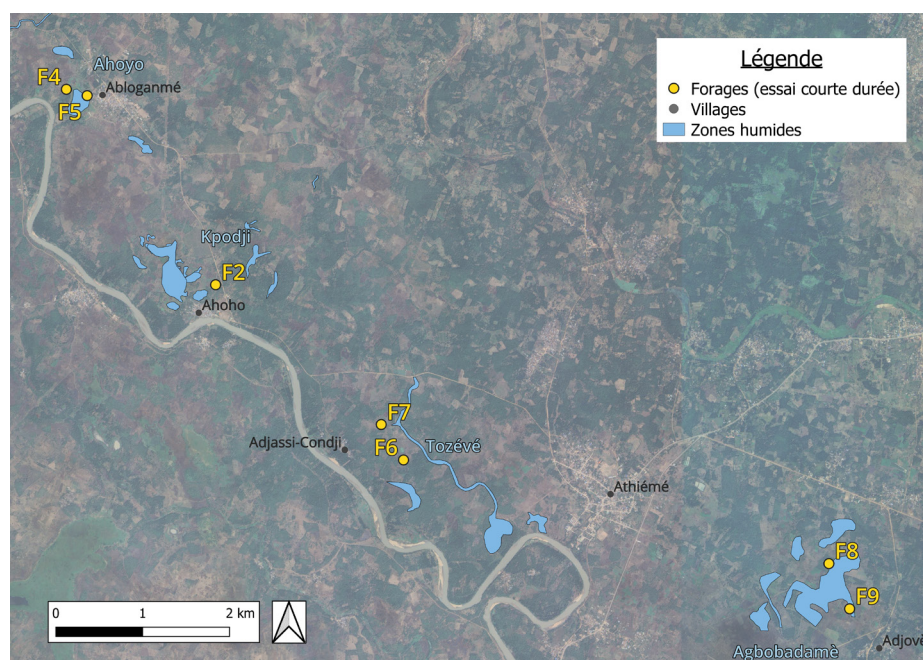 Légende
Forages (essai courte durée)
Villages
Zones humides
Ahoyo
F4
Abloganmé
F5
Kpodji
F2
Ahoho
F7
Adjassi-Condji
F6
Tozévé
Athiémé
F8
F9
Adjové
Agbobadamè
0 1 2 km